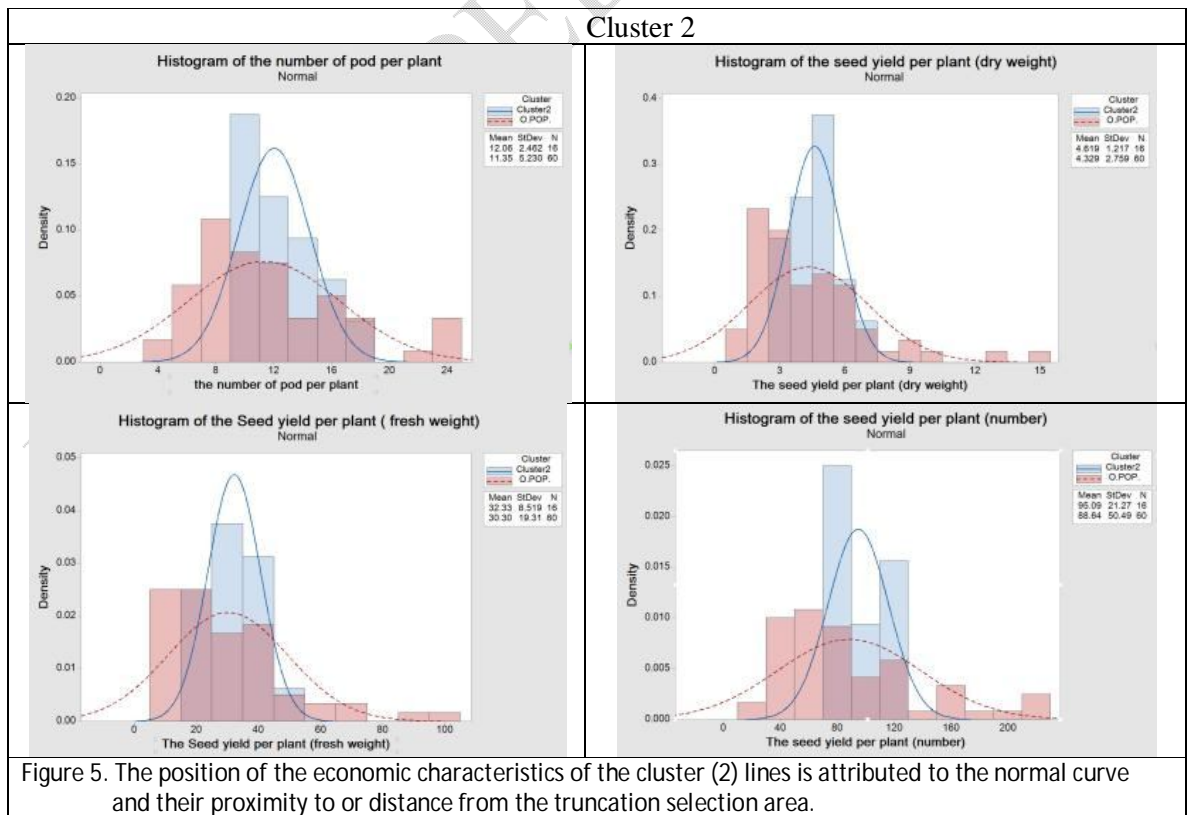 Cluster 2
Histogram of the number of pod per plant
Normal
0.20
0.15
0.10
0.05
0.00
Density
0 4 8 12 16 20 24
the number of pod per plant
Cluster
Cluster2
O.POP.
Mean StDev N
12.06 2.462 16
11.35 5.230 60
Histogram of the seed yield per plant (dry weight)
Normal
0.4
0.3
0.2
0.1
0.0
Density
0 3 6 9 12 15
The seed yield per plant (dry weight)
Cluster
Cluster2
O.POP.
Mean StDev N
4.619 1.217 16
4.329 2.759 60
Histogram of the Seed yield per plant ( fresh weight)
Normal
0.05
0.04
0.03
0.02
0.01
0.00
Density
0 20 40 60 80 100
The Seed yield per plant (fresh weight)
Cluster
Cluster2
O.POP.
Mean StDev N
32.33 8.519 16
30.30 19.31 60
Histogram of the seed yield per plant (number)
Normal
0.025
0.020
0.015
0.010
0.005
0.000
Density
0 40 80 120 160 200
The seed yield per plant (number)
Cluster
Cluster2
O.POP.
Mean StDev N
95.09 21.27 16
88.64 50.49 60
Figure 5. The position of the economic characteristics of the cluster (2) lines is attributed to the normal curve
and their proximity to or distance from the truncation selection area.